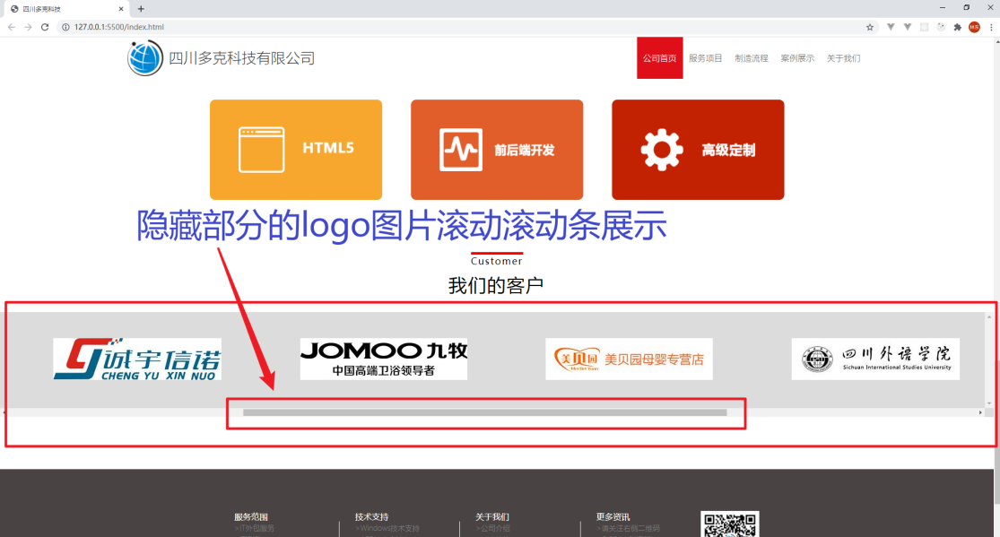 四川多克科技
127.0.0.1:5500/index.html
四川多克科技有限公司
公司首页 服务项目 制造流程 案例展示 关于我们
HTML5 前后端开发 高级定制
隐藏部分的logo图片滚动滚动条展示
Customer
我们的客户
诚宇信诺
CHENG YU XIN NUO
JOMOO 九牧
中国高端卫浴领导者
美贝园 美贝园母婴专营店
四川外语学院
Sichuan International Studies University
服务范围 技术支持 关于我们 更多资讯
>IT外包服务 >Windows技术支持 >公司介绍 >请关注右侧二维码